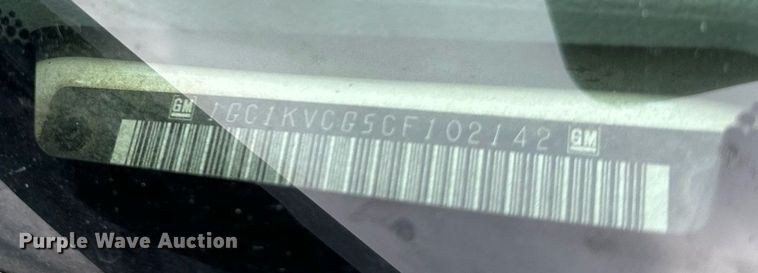 GM 1GC1KVCG5CF102142 GM
Purple Wave Auction